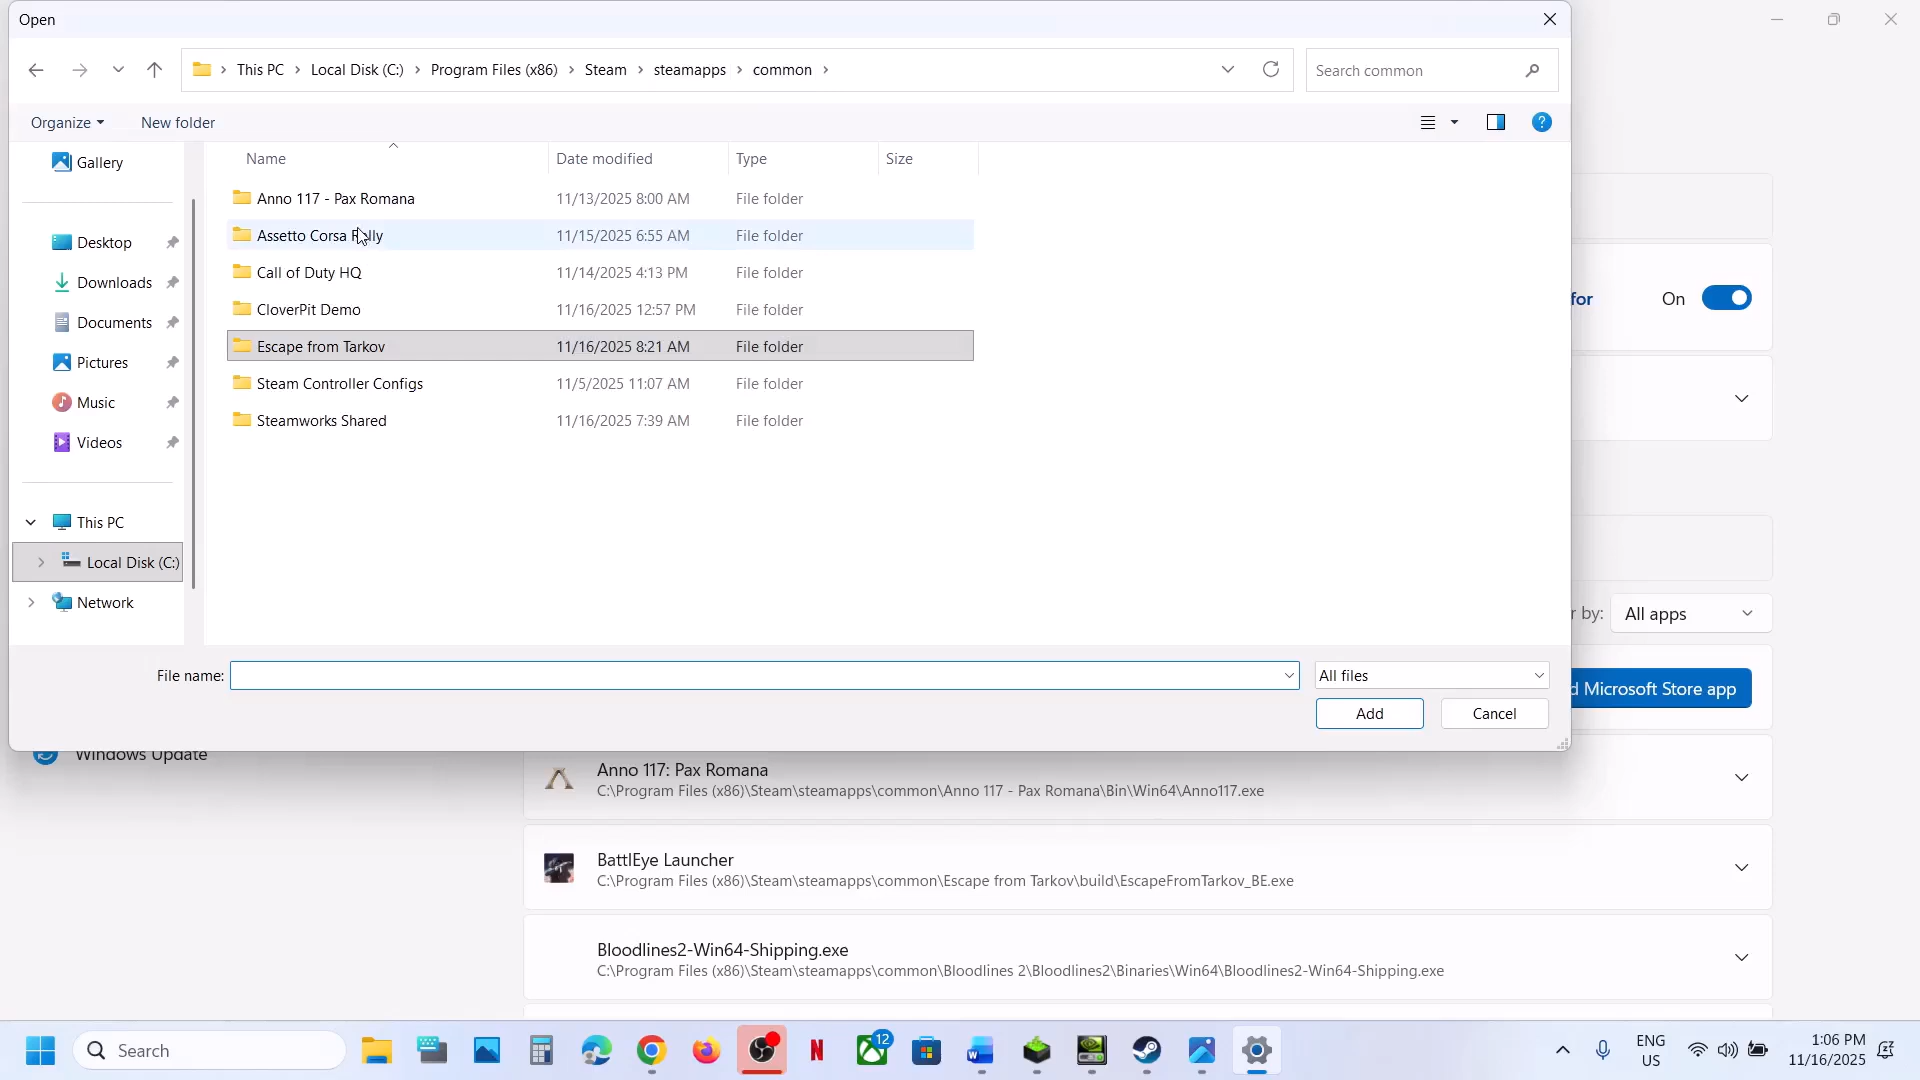 Open
This PC > Local Disk (C:) > Program Files (x86) > Steam > steamapps > common >
Search common
Organize
New folder
Gallery
Desktop
Downloads
Documents
Pictures
Music
Videos
This PC
Local Disk (C:)
Network
Name Date modified Type Size
Anno 117 - Pax Romana 11/13/2025 8:00 AM File folder
Assetto Corsa Rally 11/15/2025 6:55 AM File folder
Call of Duty HQ 11/14/2025 4:13 PM File folder
CloverPit Demo 11/16/2025 12:57 PM File folder
Escape from Tarkov 11/16/2025 8:21 AM File folder
Steam Controller Configs 11/5/2025 11:07 AM File folder
Steamworks Shared 11/16/2025 7:39 AM File folder
File name:
All files
Add
Cancel
for
On
r by:
All apps
d Microsoft Store app
Windows Update
Anno 117: Pax Romana
C:\Program Files (x86)\Steam\steamapps\common\Anno 117 - Pax Romana\Bin\Win64\Anno117.exe
BattlEye Launcher
C:\Program Files (x86)\Steam\steamapps\common\Escape from Tarkov\build\EscapeFromTarkov_BE.exe
Bloodlines2-Win64-Shipping.exe
C:\Program Files (x86)\Steam\steamapps\common\Bloodlines 2\Bloodlines2\Binaries\Win64\Bloodlines2-Win64-Shipping.exe
Search
12
ENG
US
1:06 PM
11/16/2025